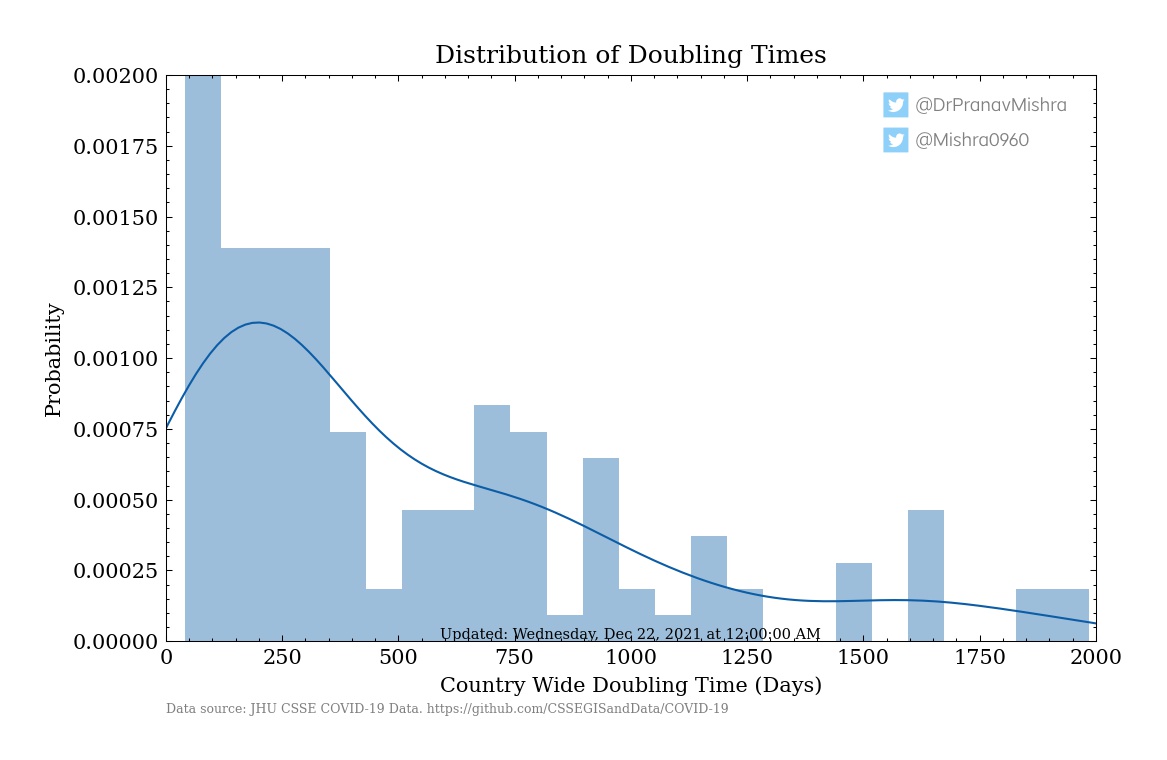 Distribution of Doubling Times
0.00200
0.00175
0.00150
0.00125
0.00100
0.00075
0.00050
0.00025
0.00000
Probability
@DrPranavMishra
@Mishra0960
Updated: Wednesday, Dec 22, 2021 at 12:00:00 AM
0 250 500 750 1000 1250 1500 1750 2000
Country Wide Doubling Time (Days)
Data source: JHU CSSE COVID-19 Data. https://github.com/CSSEGISandData/COVID-19